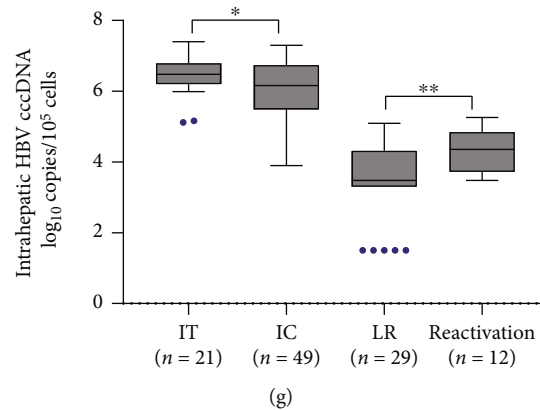 Intrahepatic HBV cccDNA
log₁₀ copies/10⁵ cells
8
6
4
2
0
*
**
IT IC LR Reactivation
(n = 21) (n = 49) (n = 29) (n = 12)
(g)